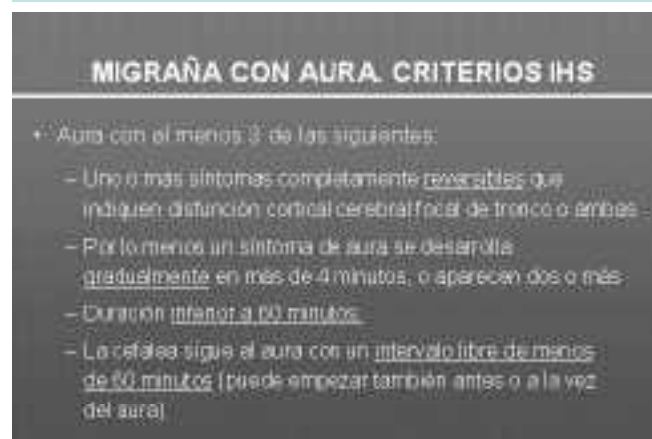 MIGRAÑA CON AURA. CRITERIOS IHS
• Aura con al menos 3 de las siguientes:
– Uno o más síntomas completamente reversibles que
indiquen disfunción cortical cerebral focal de tronco o ambas
– Por lo menos un síntoma de aura se desarrolla
gradualmente en más de 4 minutos, o aparecen dos o más
– Duración inferior a 60 minutos.
– La cefalea sigue al aura con un intervalo libre de menos
de 60 minutos (puede empezar también antes o a la vez
del aura)